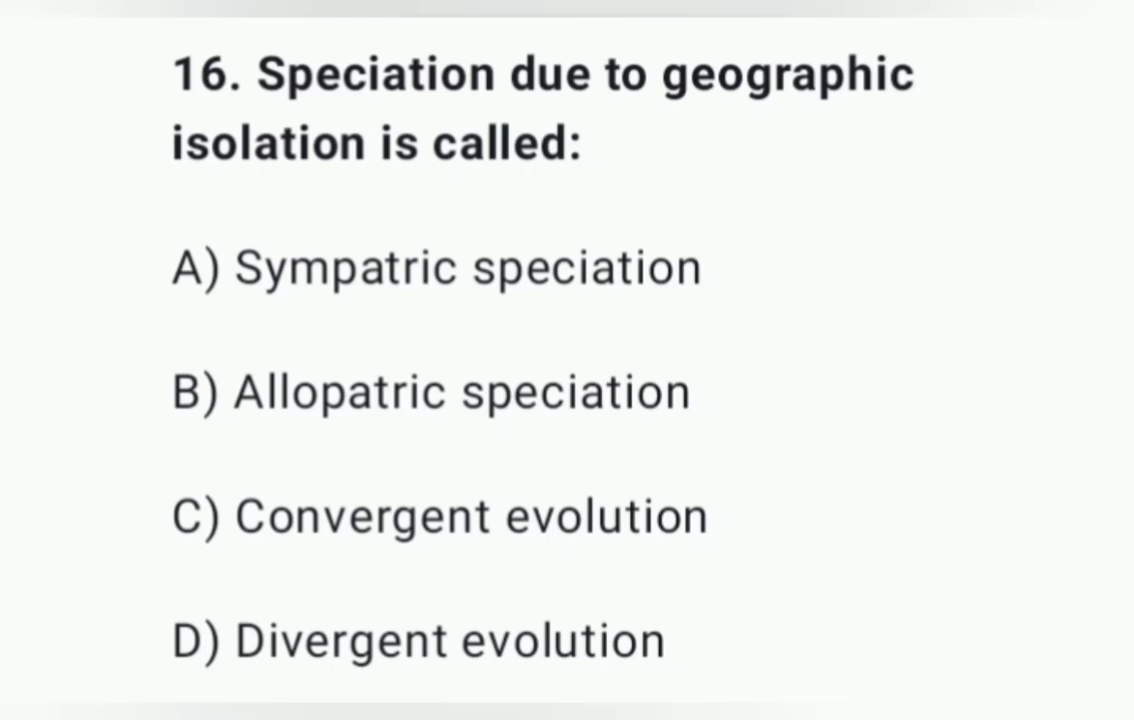 16. Speciation due to geographic
isolation is called:
A) Sympatric speciation
B) Allopatric speciation
C) Convergent evolution
D) Divergent evolution